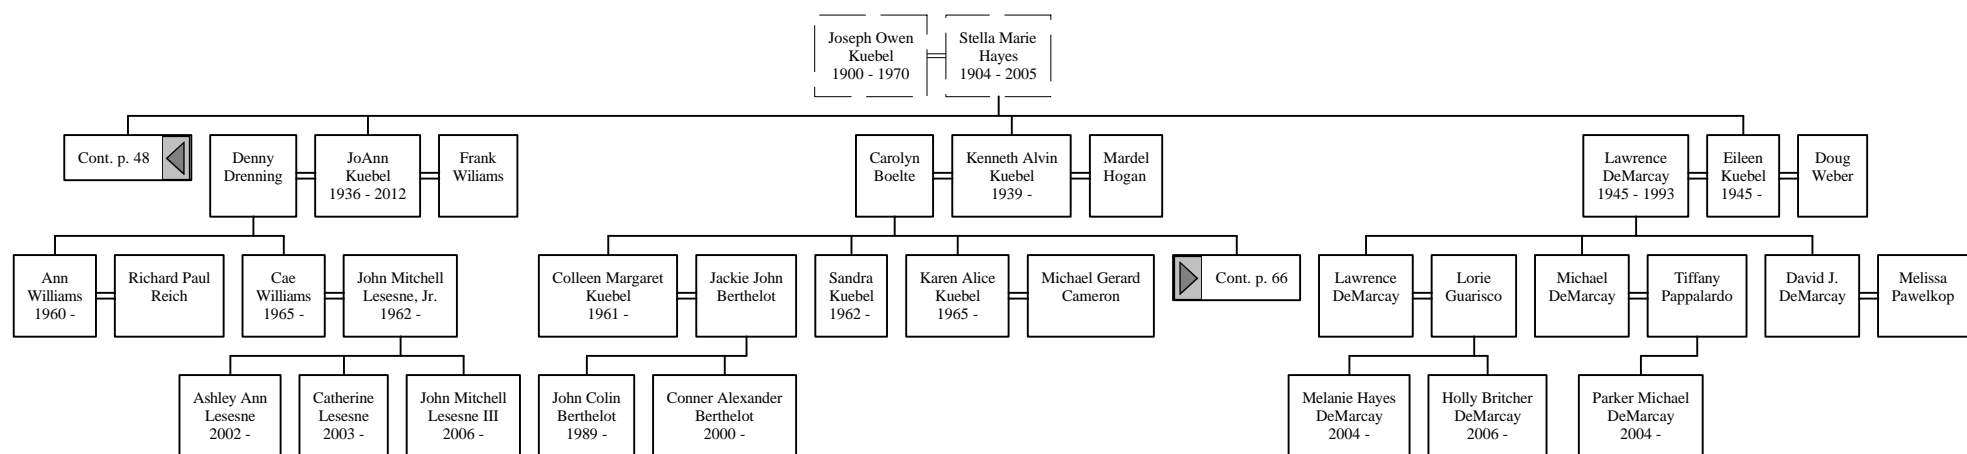 Joseph Owen
Kuebel
1900 - 1970
Stella Marie
Hayes
1904 - 2005
Cont. p. 48
Denny
Drenning
JoAnn
Kuebel
1936 - 2012
Frank
Wiliams
Carolyn
Boelte
Kenneth Alvin
Kuebel
1939 -
Mardel
Hogan
Lawrence
DeMarcay
1945 - 1993
Eileen
Kuebel
1945 -
Doug
Weber
Ann
Williams
1960 -
Richard Paul
Reich
Cae
Williams
1965 -
John Mitchell
Lesesne, Jr.
1962 -
Colleen Margaret
Kuebel
1961 -
Jackie John
Berthelot
Sandra
Kuebel
1962 -
Karen Alice
Kuebel
1965 -
Michael Gerard
Cameron
Cont. p. 66
Lawrence
DeMarcay
Lorie
Guarisco
Michael
DeMarcay
Tiffany
Pappalardo
David J.
DeMarcay
Melissa
Pawelkop
Ashley Ann
Lesesne
2002 -
Catherine
Lesesne
2003 -
John Mitchell
Lesesne III
2006 -
John Colin
Berthelot
1989 -
Conner Alexander
Berthelot
2000 -
Melanie Hayes
DeMarcay
2004 -
Holly Britcher
DeMarcay
2006 -
Parker Michael
DeMarcay
2004 -